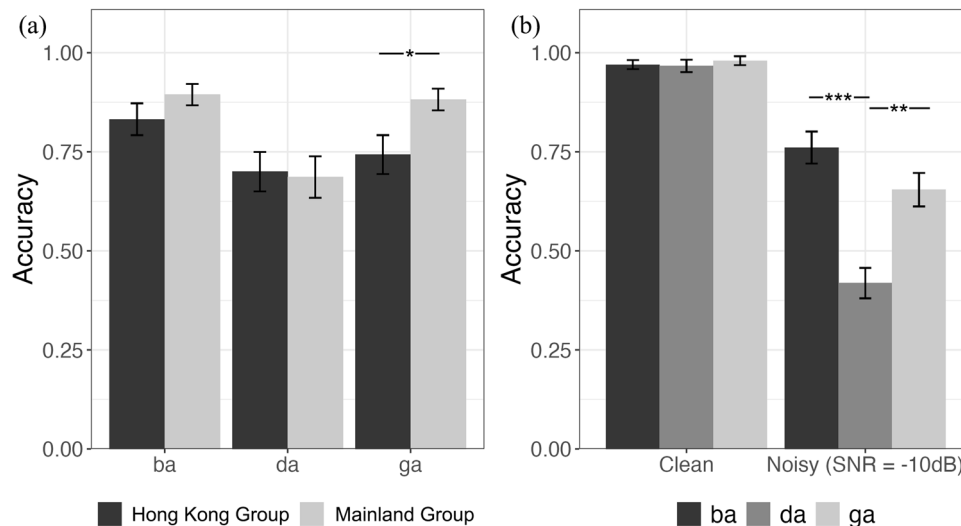 (a)
Accuracy
1.00
0.75
0.50
0.25
0.00
*
ba da ga
Hong Kong Group Mainland Group
(b)
Accuracy
1.00
0.75
0.50
0.25
0.00
***
**
Clean Noisy (SNR = -10dB)
ba da ga